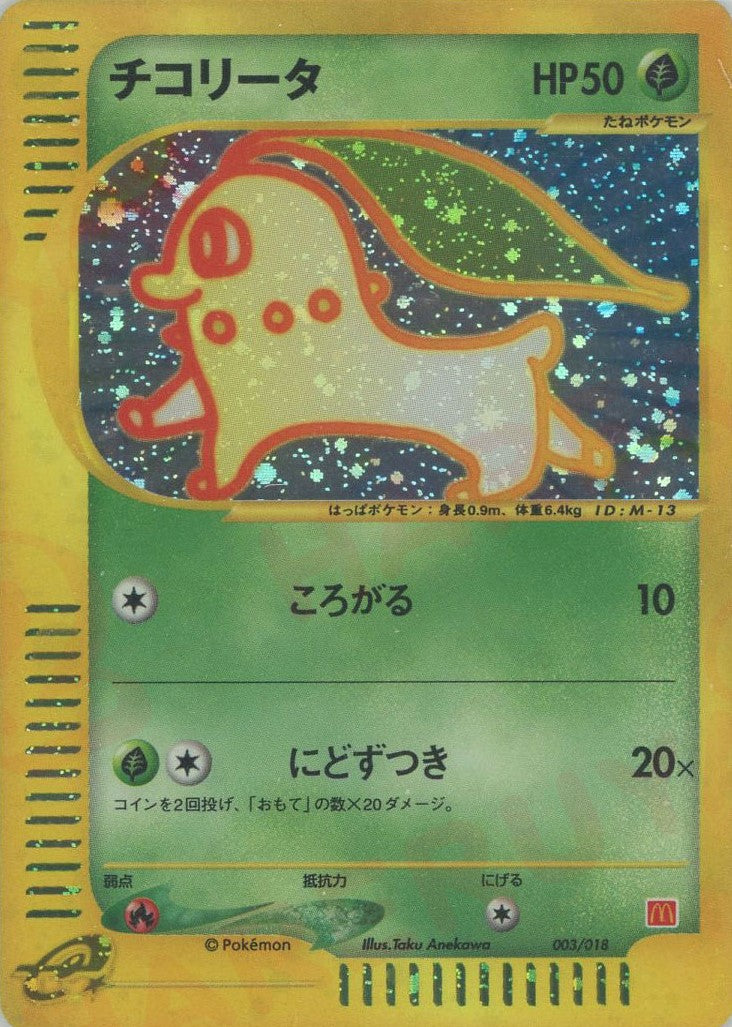 チコリータ HP50
たねポケモン
はっぱポケモン：身長0.9m、体重6.4kg ID：M-13
ころがる 10
にどずつき 20×
コインを2回投げ、「おもて」の数×20ダメージ。
弱点 抵抗力 にげる
©Pokémon Illus.Taku Anekawa 003/018